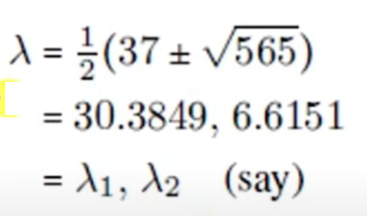 λ = 1/2(37 ± √565)
= 30.3849, 6.6151
= λ₁, λ₂ (say)